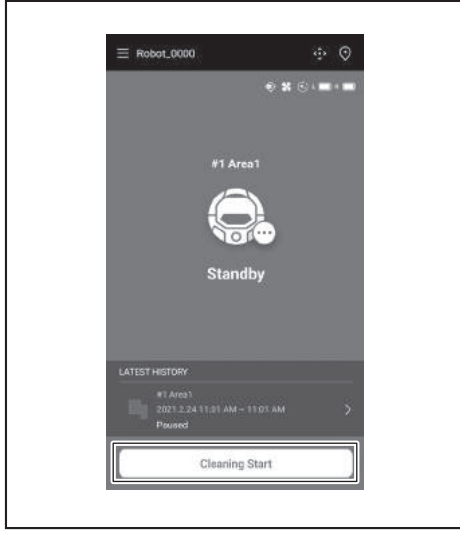 Robot_0000
L R
#1 Area1
Standby
LATEST HISTORY
#1 Area1
2021.2.24 11:01 AM ~ 11:01 AM
Paused
Cleaning Start